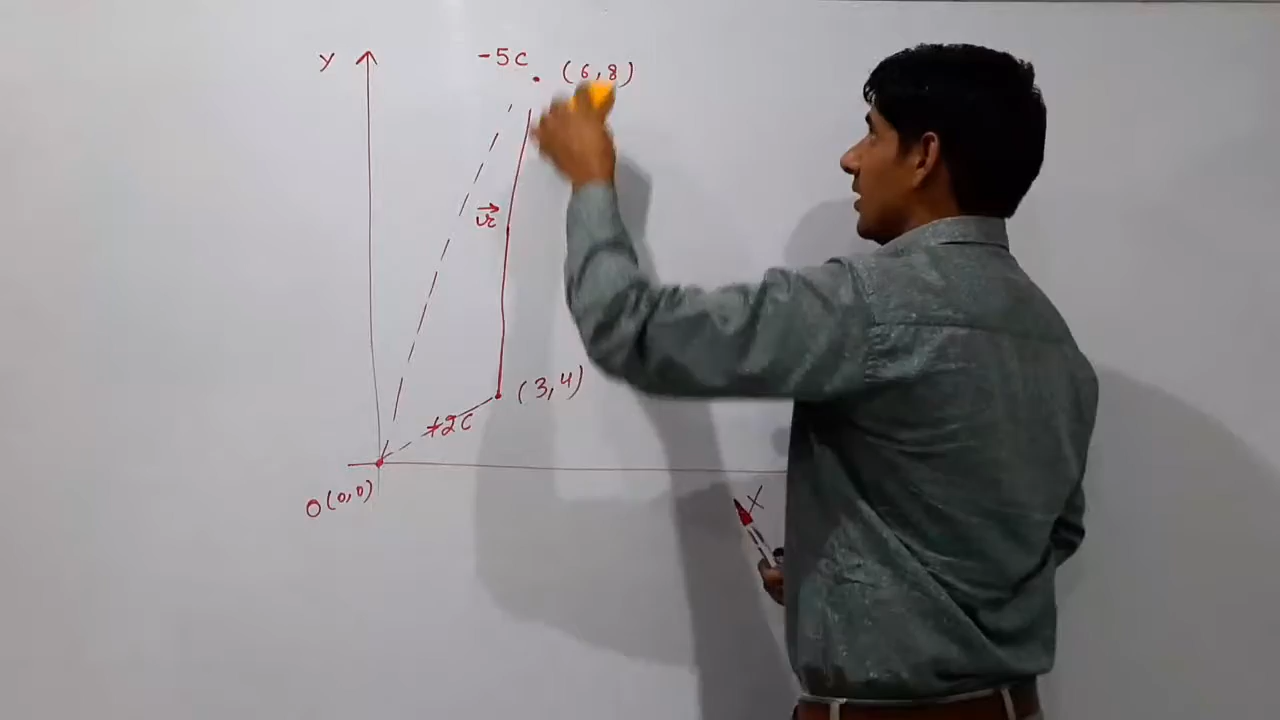 Y
-5C
(6,8)
(3,4)
+2C
O(0,0)
X